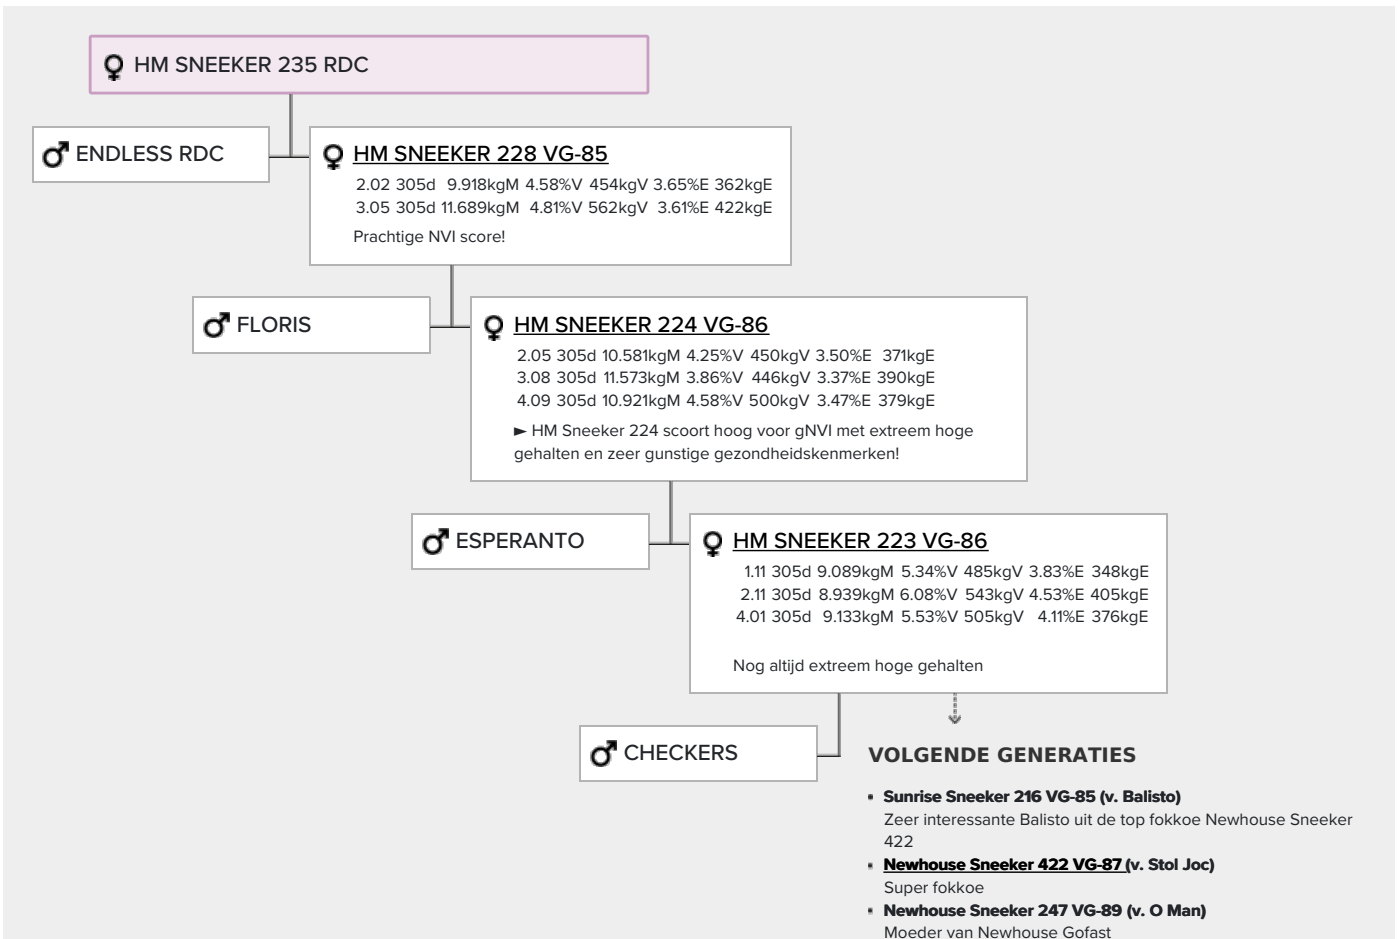 HM SNEEKER 235 RDC
ENDLESS RDC
HM SNEEKER 228 VG-85
2.02 305d 9.918kgM 4.58%V 454kgV 3.65%E 362kgE
3.05 305d 11.689kgM 4.81%V 562kgV 3.61%E 422kgE
Prachtige NVI score!
FLORIS
HM SNEEKER 224 VG-86
2.05 305d 10.581kgM 4.25%V 450kgV 3.50%E 371kgE
3.08 305d 11.573kgM 3.86%V 446kgV 3.37%E 390kgE
4.09 305d 10.921kgM 4.58%V 500kgV 3.47%E 379kgE
► HM Sneeker 224 scoort hoog voor gNVI met extreem hoge
gehalten en zeer gunstige gezondheidskenmerken!
ESPERANTO
HM SNEEKER 223 VG-86
1.11 305d 9.089kgM 5.34%V 485kgV 3.83%E 348kgE
2.11 305d 8.939kgM 6.08%V 543kgV 4.53%E 405kgE
4.01 305d 9.133kgM 5.53%V 505kgV 4.11%E 376kgE
Nog altijd extreem hoge gehalten
CHECKERS
VOLGENDE GENERATIES
• Sunrise Sneeker 216 VG-85 (v. Balisto)
Zeer interessante Balisto uit de top fokkoe Newhouse Sneeker
422
• Newhouse Sneeker 422 VG-87 (v. Stol Joc)
Super fokkoe
• Newhouse Sneeker 247 VG-89 (v. O Man)
Moeder van Newhouse Gofast